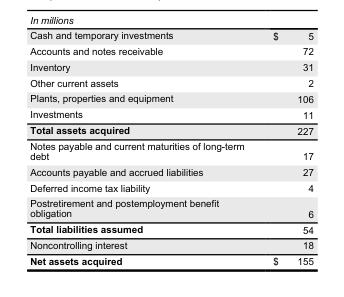 In millions
Cash and temporary investments $ 5
Accounts and notes receivable 72
Inventory 31
Other current assets 2
Plants, properties and equipment 106
Investments 11
Total assets acquired 227
Notes payable and current maturities of long-term
debt 17
Accounts payable and accrued liabilities 27
Deferred income tax liability 4
Postretirement and postemployment benefit
obligation 6
Total liabilities assumed 54
Noncontrolling interest 18
Net assets acquired $ 155